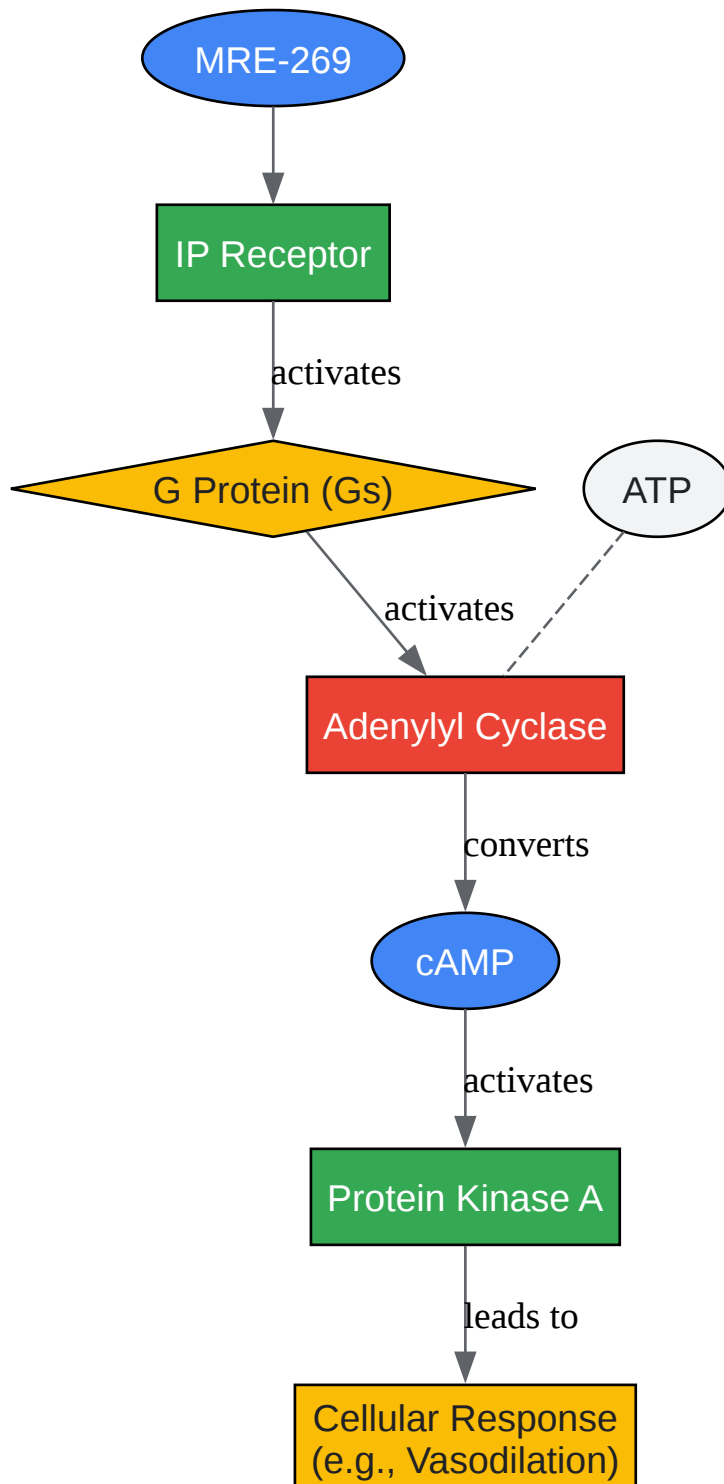 MRE-269
IP Receptor
activates
G Protein (Gs)
ATP
activates
Adenylyl Cyclase
converts
cAMP
activates
Protein Kinase A
leads to
Cellular Response
(e.g., Vasodilation)